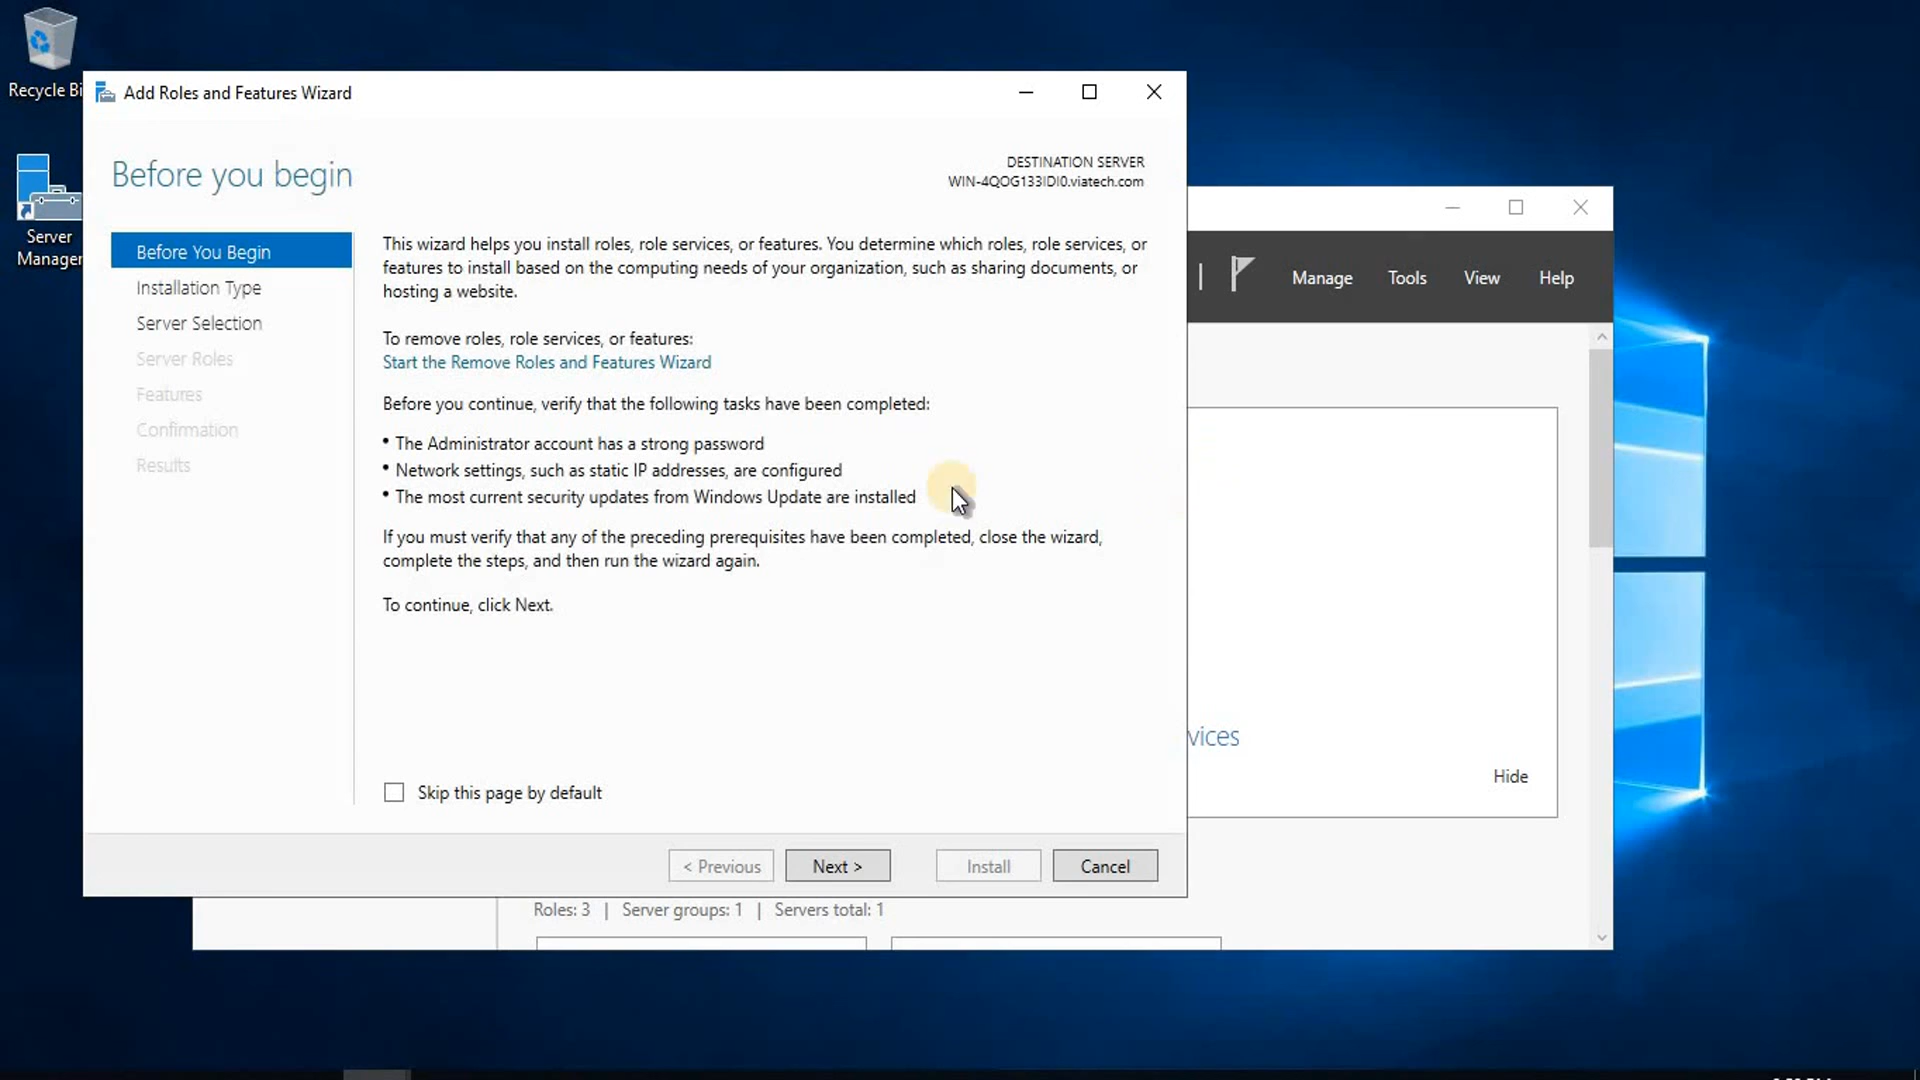 Recycle Bi
Server
Manager
Add Roles and Features Wizard
Before you begin
DESTINATION SERVER
WIN-4QOG133IDI0.viatech.com
Before You Begin
Installation Type
Server Selection
Server Roles
Features
Confirmation
Results
This wizard helps you install roles, role services, or features. You determine which roles, role services, or
features to install based on the computing needs of your organization, such as sharing documents, or
hosting a website.
To remove roles, role services, or features:
Start the Remove Roles and Features Wizard
Before you continue, verify that the following tasks have been completed:
• The Administrator account has a strong password
• Network settings, such as static IP addresses, are configured
• The most current security updates from Windows Update are installed
If you must verify that any of the preceding prerequisites have been completed, close the wizard,
complete the steps, and then run the wizard again.
To continue, click Next.
Skip this page by default
< Previous
Next >
Install
Cancel
Manage
Tools
View
Help
vices
Hide
Roles: 3 | Server groups: 1 | Servers total: 1